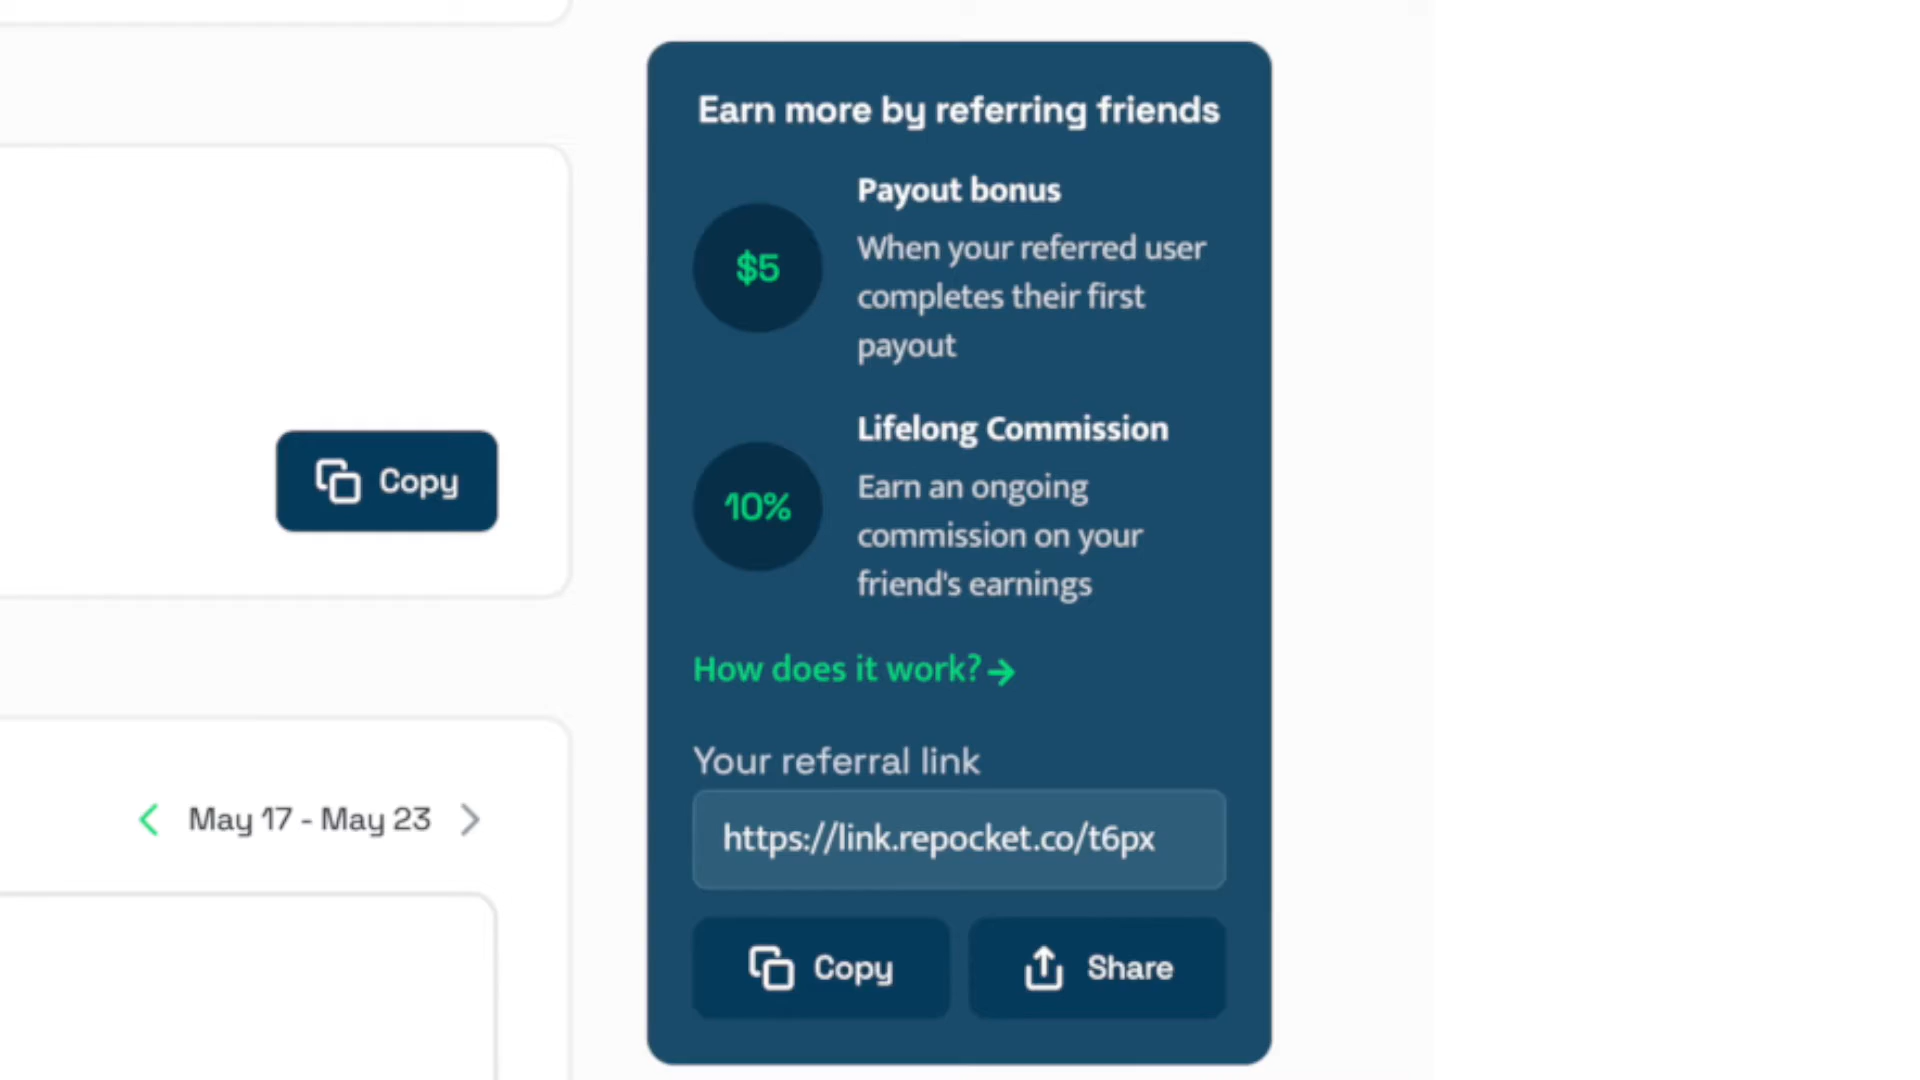 Earn more by referring friends
Payout bonus
$5
When your referred user
completes their first
payout
Lifelong Commission
10%
Earn an ongoing
commission on your
friend's earnings
How does it work?→
Your referral link
https://link.repocket.co/t6px
Copy
Share
Copy
May 17 - May 23